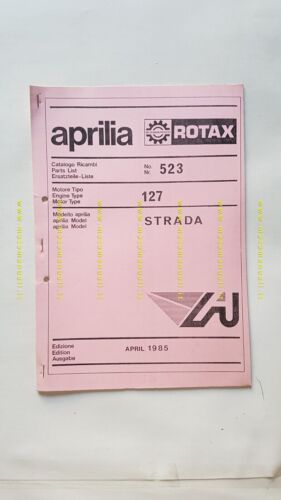 aprilia ROTAX
Catalogo Ricambi
Parts List
Ersatzteile-Liste
No.
Nr.
523
Motore Tipo
Engine Type
Motor Type
127
Modello aprilia
aprilia Model
aprilia Model
STRADA
Edizione
Edition
Ausgabe
APRIL 1985